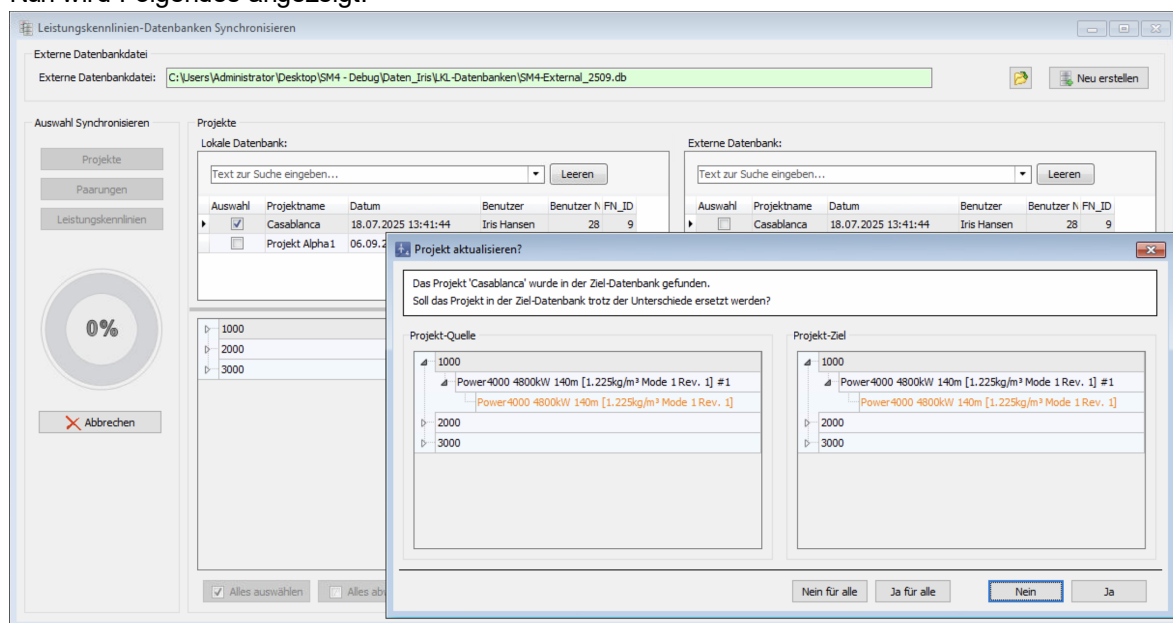 Nun wird Folgendes angezeigt:
Leistungskennlinien-Datenbanken Synchronisieren
Externe Datenbankdatei
Externe Datenbankdatei: C:\Users\Administrator\Desktop\SM4 - Debug\Daten_Iris\LKL-Datenbanken\SM4-External_2509.db Neu erstellen
Auswahl Synchronisieren
Projekte
Paarungen
Leistungskennlinien
0%
Abbrechen
Projekte
Lokale Datenbank:
Text zur Suche eingeben... Leeren
Auswahl Projektname Datum Benutzer Benutzer N FN_ID
Casablanca 18.07.2025 13:41:44 Iris Hansen 28 9
Projekt Alpha1 06.09.2
1000
2000
3000
Alles auswählen
Externe Datenbank:
Text zur Suche eingeben... Leeren
Auswahl Projektname Datum Benutzer Benutzer N FN_ID
Casablanca 18.07.2025 13:41:44 Iris Hansen 28 9
Projekt aktualisieren?
Das Projekt 'Casablanca' wurde in der Ziel-Datenbank gefunden.
Soll das Projekt in der Ziel-Datenbank trotz der Unterschiede ersetzt werden?
Projekt-Quelle
1000
Power4000 4800kW 140m [1.225kg/m³ Mode 1 Rev. 1] #1
Power4000 4800kW 140m [1.225kg/m³ Mode 1 Rev. 1]
2000
3000
Projekt-Ziel
1000
Power4000 4800kW 140m [1.225kg/m³ Mode 1 Rev. 1] #1
Power4000 4800kW 140m [1.225kg/m³ Mode 1 Rev. 1]
2000
3000
Nein für alle Ja für alle Nein Ja